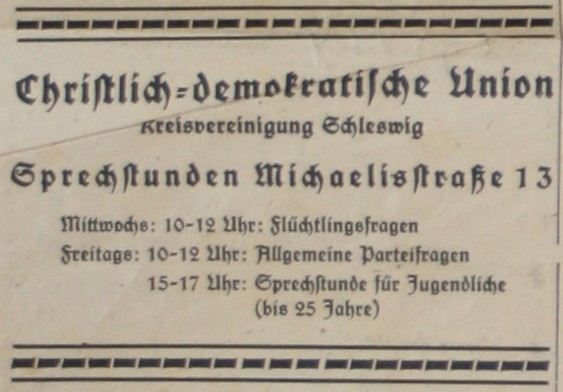 Christlich-demokratische Union
Kreisvereinigung Schleswig
Sprechstunden Michaelisstraße 13
Mittwochs: 10-12 Uhr: Flüchtlingsfragen
Freitags: 10-12 Uhr: Allgemeine Parteifragen
15-17 Uhr: Sprechstunde für Jugendliche
(bis 25 Jahre)